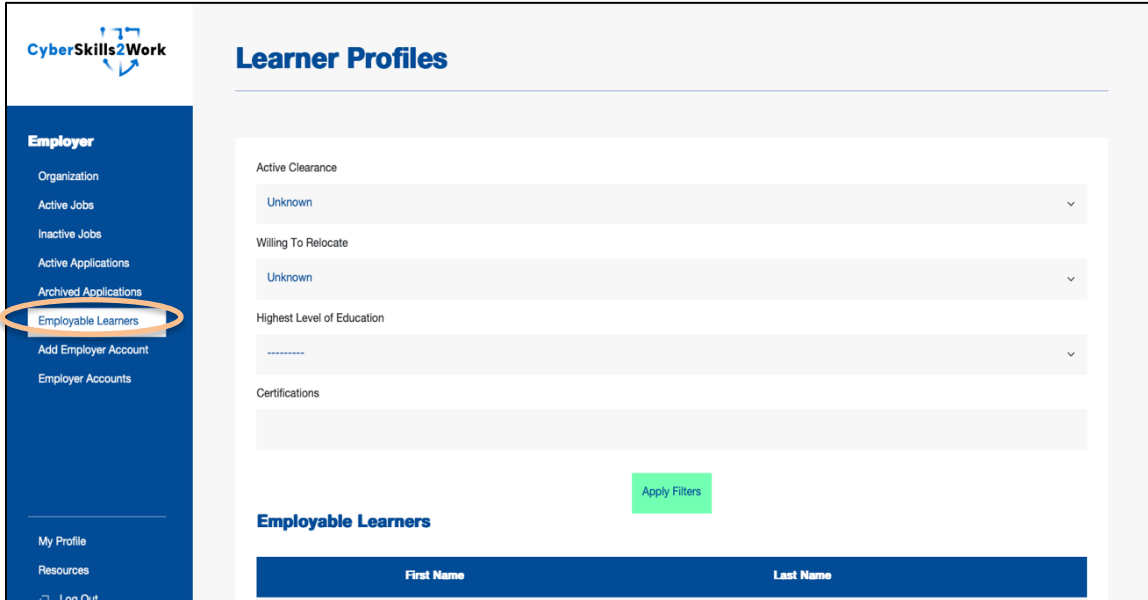 CyberSkills2Work
Learner Profiles
Employer
Organization
Active Jobs
Inactive Jobs
Active Applications
Archived Applications
Employable Learners
Add Employer Account
Employer Accounts
My Profile
Resources
Log Out
Active Clearance
Unknown
Willing To Relocate
Unknown
Highest Level of Education
---------
Certifications
Apply Filters
Employable Learners
First Name Last Name